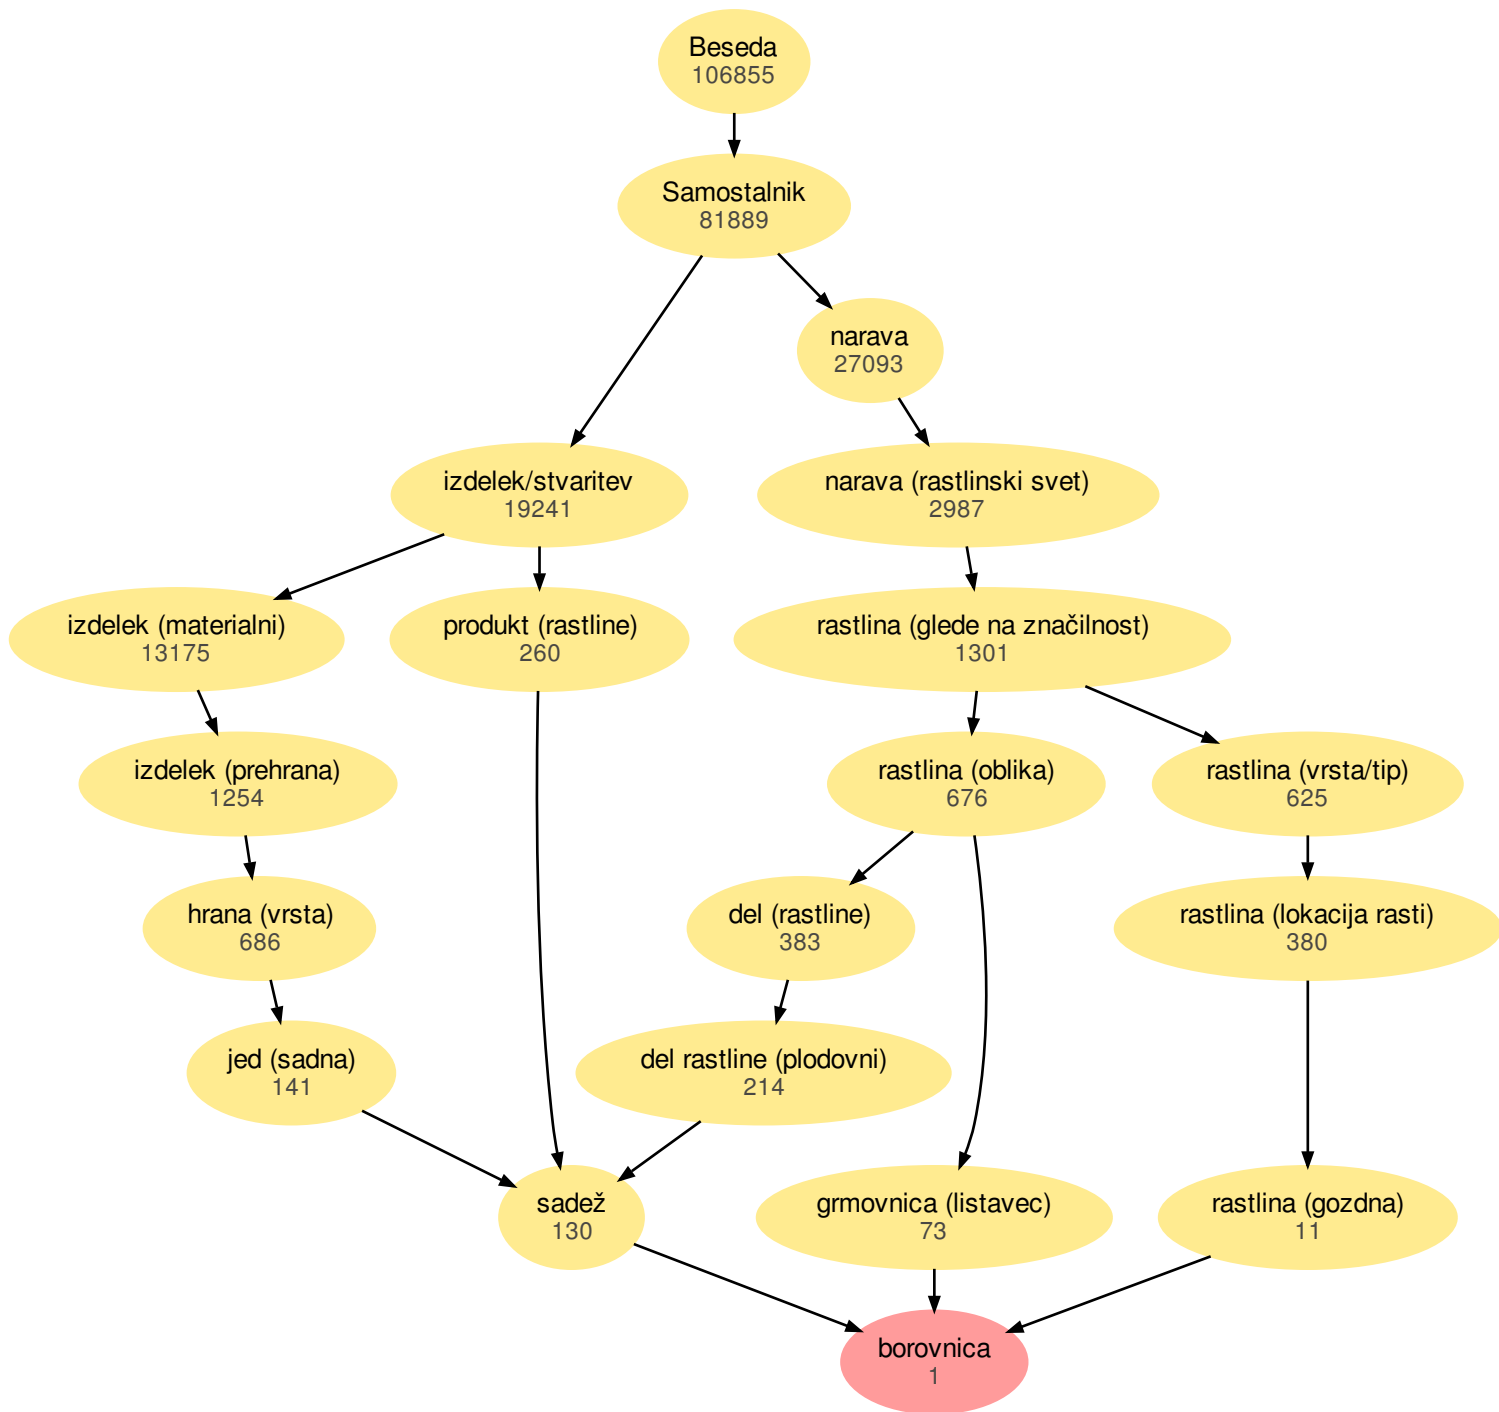 Beseda
106855
Samostalnik
81889
narava
27093
izdelek/stvaritev
19241
narava (rastlinski svet)
2987
izdelek (materialni)
13175
produkt (rastline)
260
rastlina (glede na značilnost)
1301
izdelek (prehrana)
1254
rastlina (oblika)
676
rastlina (vrsta/tip)
625
hrana (vrsta)
686
del (rastline)
383
rastlina (lokacija rasti)
380
jed (sadna)
141
del rastline (plodovni)
214
sadež
130
grmovnica (listavec)
73
rastlina (gozdna)
11
borovnica
1